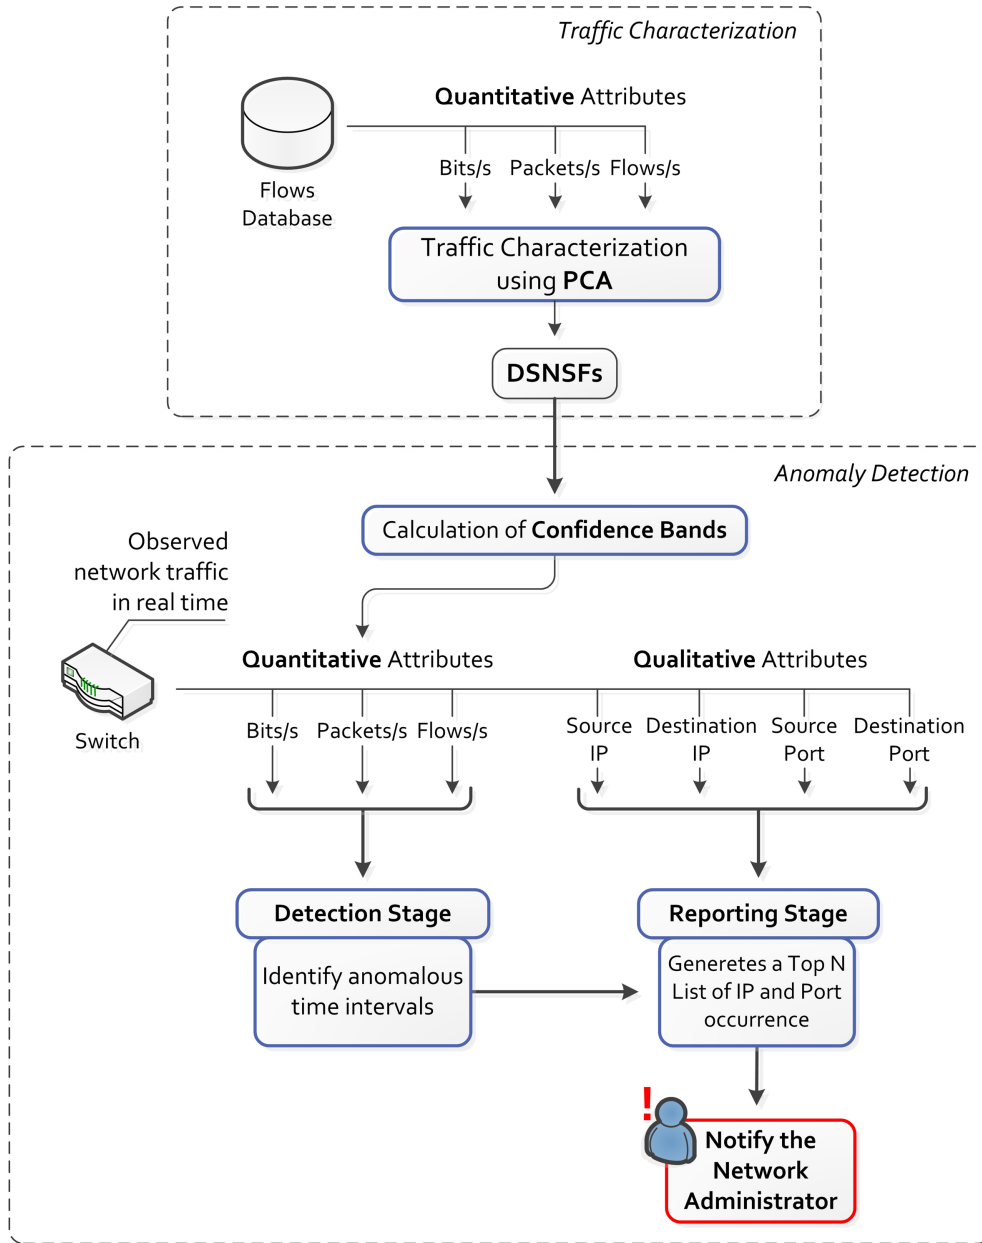 Traffic Characterization
Quantitative Attributes
Bits/s Packets/s Flows/s
Flows
Database
Traffic Characterization
using PCA
DSNSFs
Anomaly Detection
Calculation of Confidence Bands
Observed
network traffic
in real time
Switch
Quantitative Attributes
Bits/s Packets/s Flows/s
Qualitative Attributes
Source
IP
Destination
IP
Source
Port
Destination
Port
Detection Stage
Identify anomalous
time intervals
Reporting Stage
Generetes a Top N
List of IP and Port
occurrence
!
Notify the
Network
Administrator